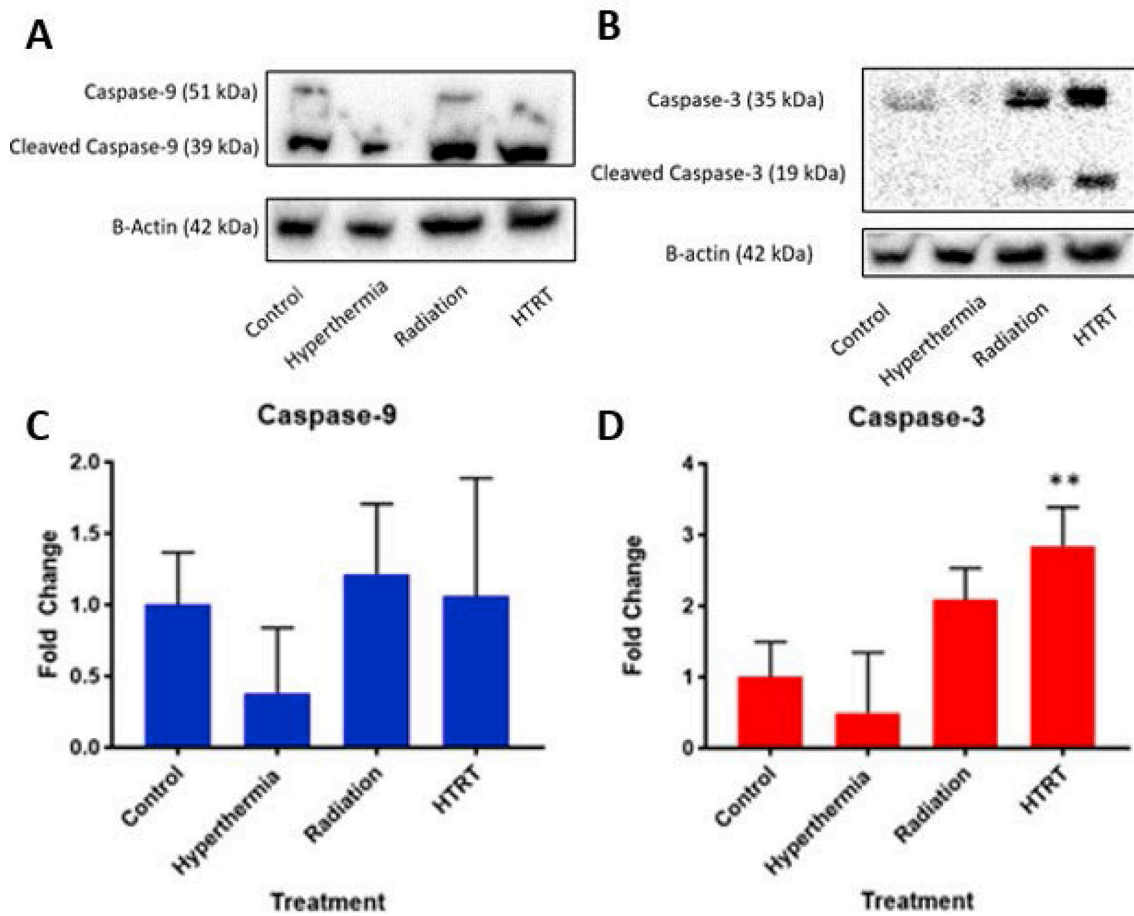 A
Caspase-9 (51 kDa)
Cleaved Caspase-9 (39 kDa)
B-Actin (42 kDa)
Control
Hyperthermia
Radiation
HTRT
B
Caspase-3 (35 kDa)
Cleaved Caspase-3 (19 kDa)
B-actin (42 kDa)
Control
Hyperthermia
Radiation
HTRT
C
Caspase-9
Fold Change
2.0
1.5
1.0
0.5
0.0
Control
Hyperthermia
Radiation
HTRT
Treatment
D
Caspase-3
Fold Change
4
3
2
1
0
**
Control
Hyperthermia
Radiation
HTRT
Treatment